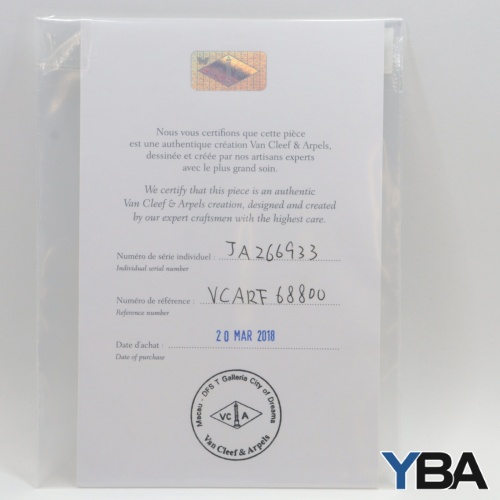 Nous vous certifions que cette pièce
est une authentique création Van Cleef & Arpels,
dessinée et créée par nos artisans experts
avec le plus grand soin.
We certify that this piece is an authentic
Van Cleef & Arpels creation, designed and created
by our expert craftsmen with the highest care.
Numéro de série individuel : JA266933
Individual serial number
Numéro de référence : VCARF68800
Reference number
20 MAR 2018
Date d'achat :
Date of purchase
Macau - DFS T Galleria City of Dreams
VC A
Van Cleef & Arpels
YBA